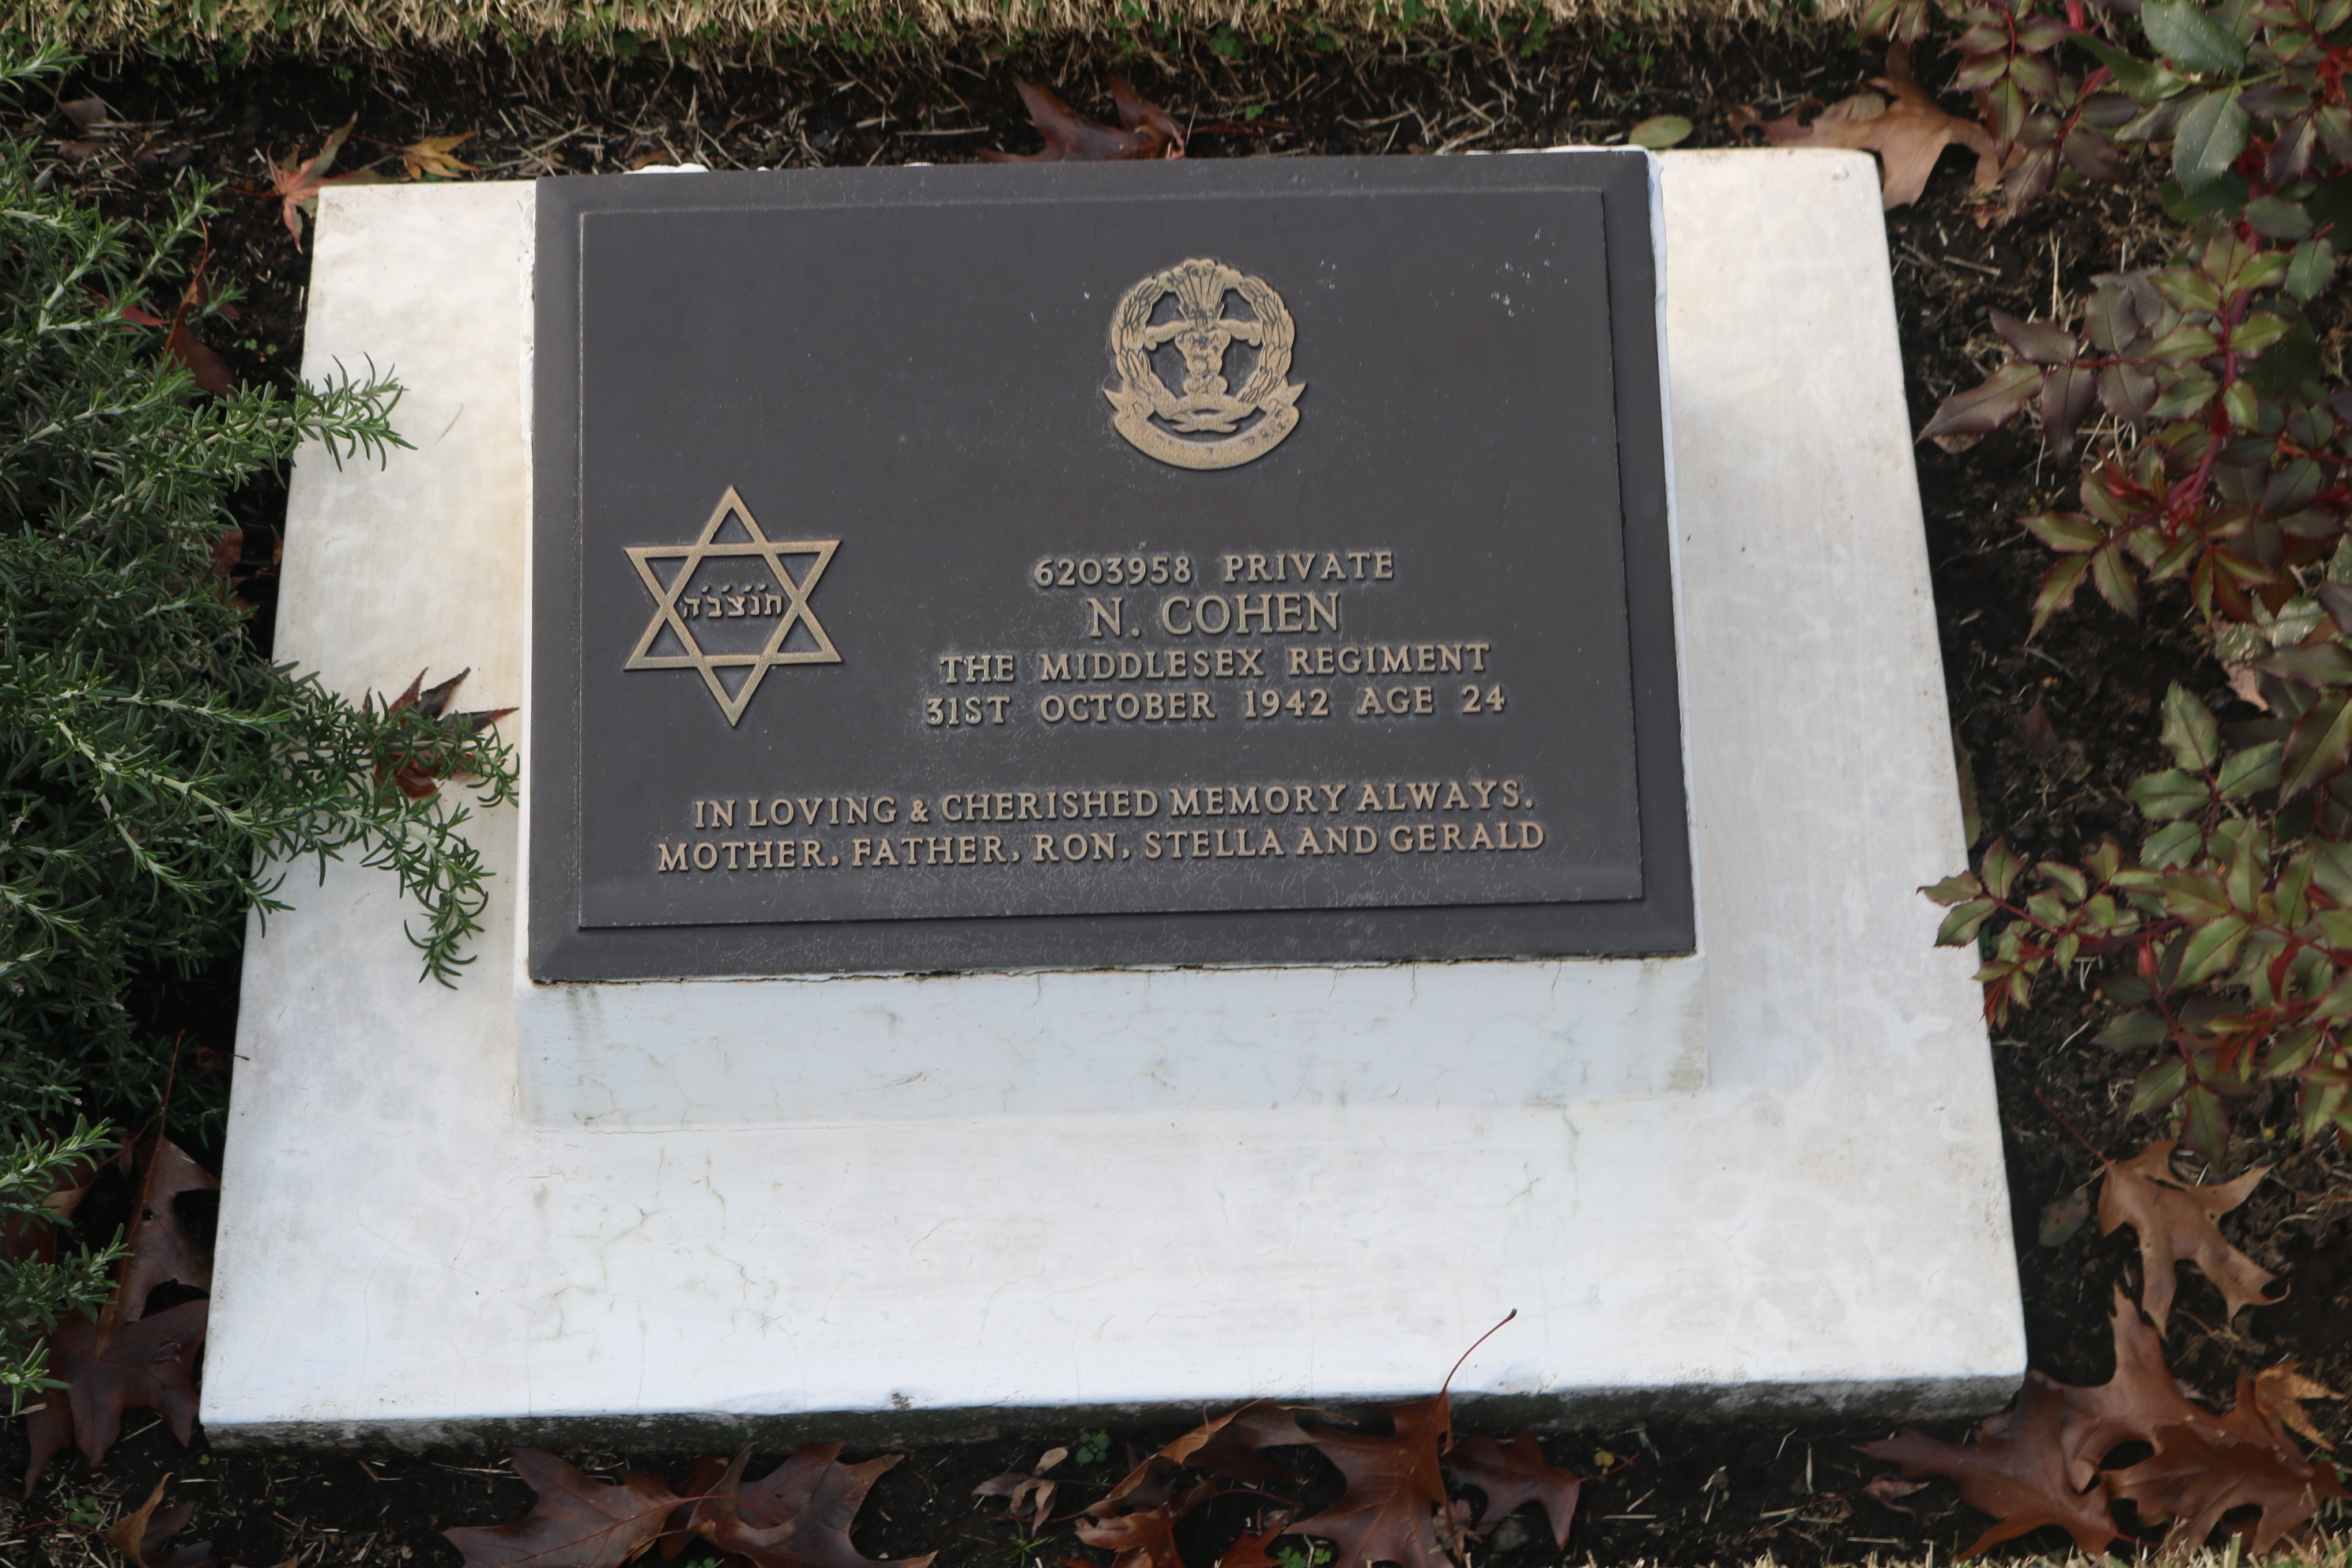 ת׳נ׳צ׳ב׳ה
6203958 PRIVATE
N. COHEN
THE MIDDLESEX REGIMENT
31ST OCTOBER 1942 AGE 24
IN LOVING & CHERISHED MEMORY ALWAYS.
MOTHER, FATHER, RON, STELLA AND GERALD